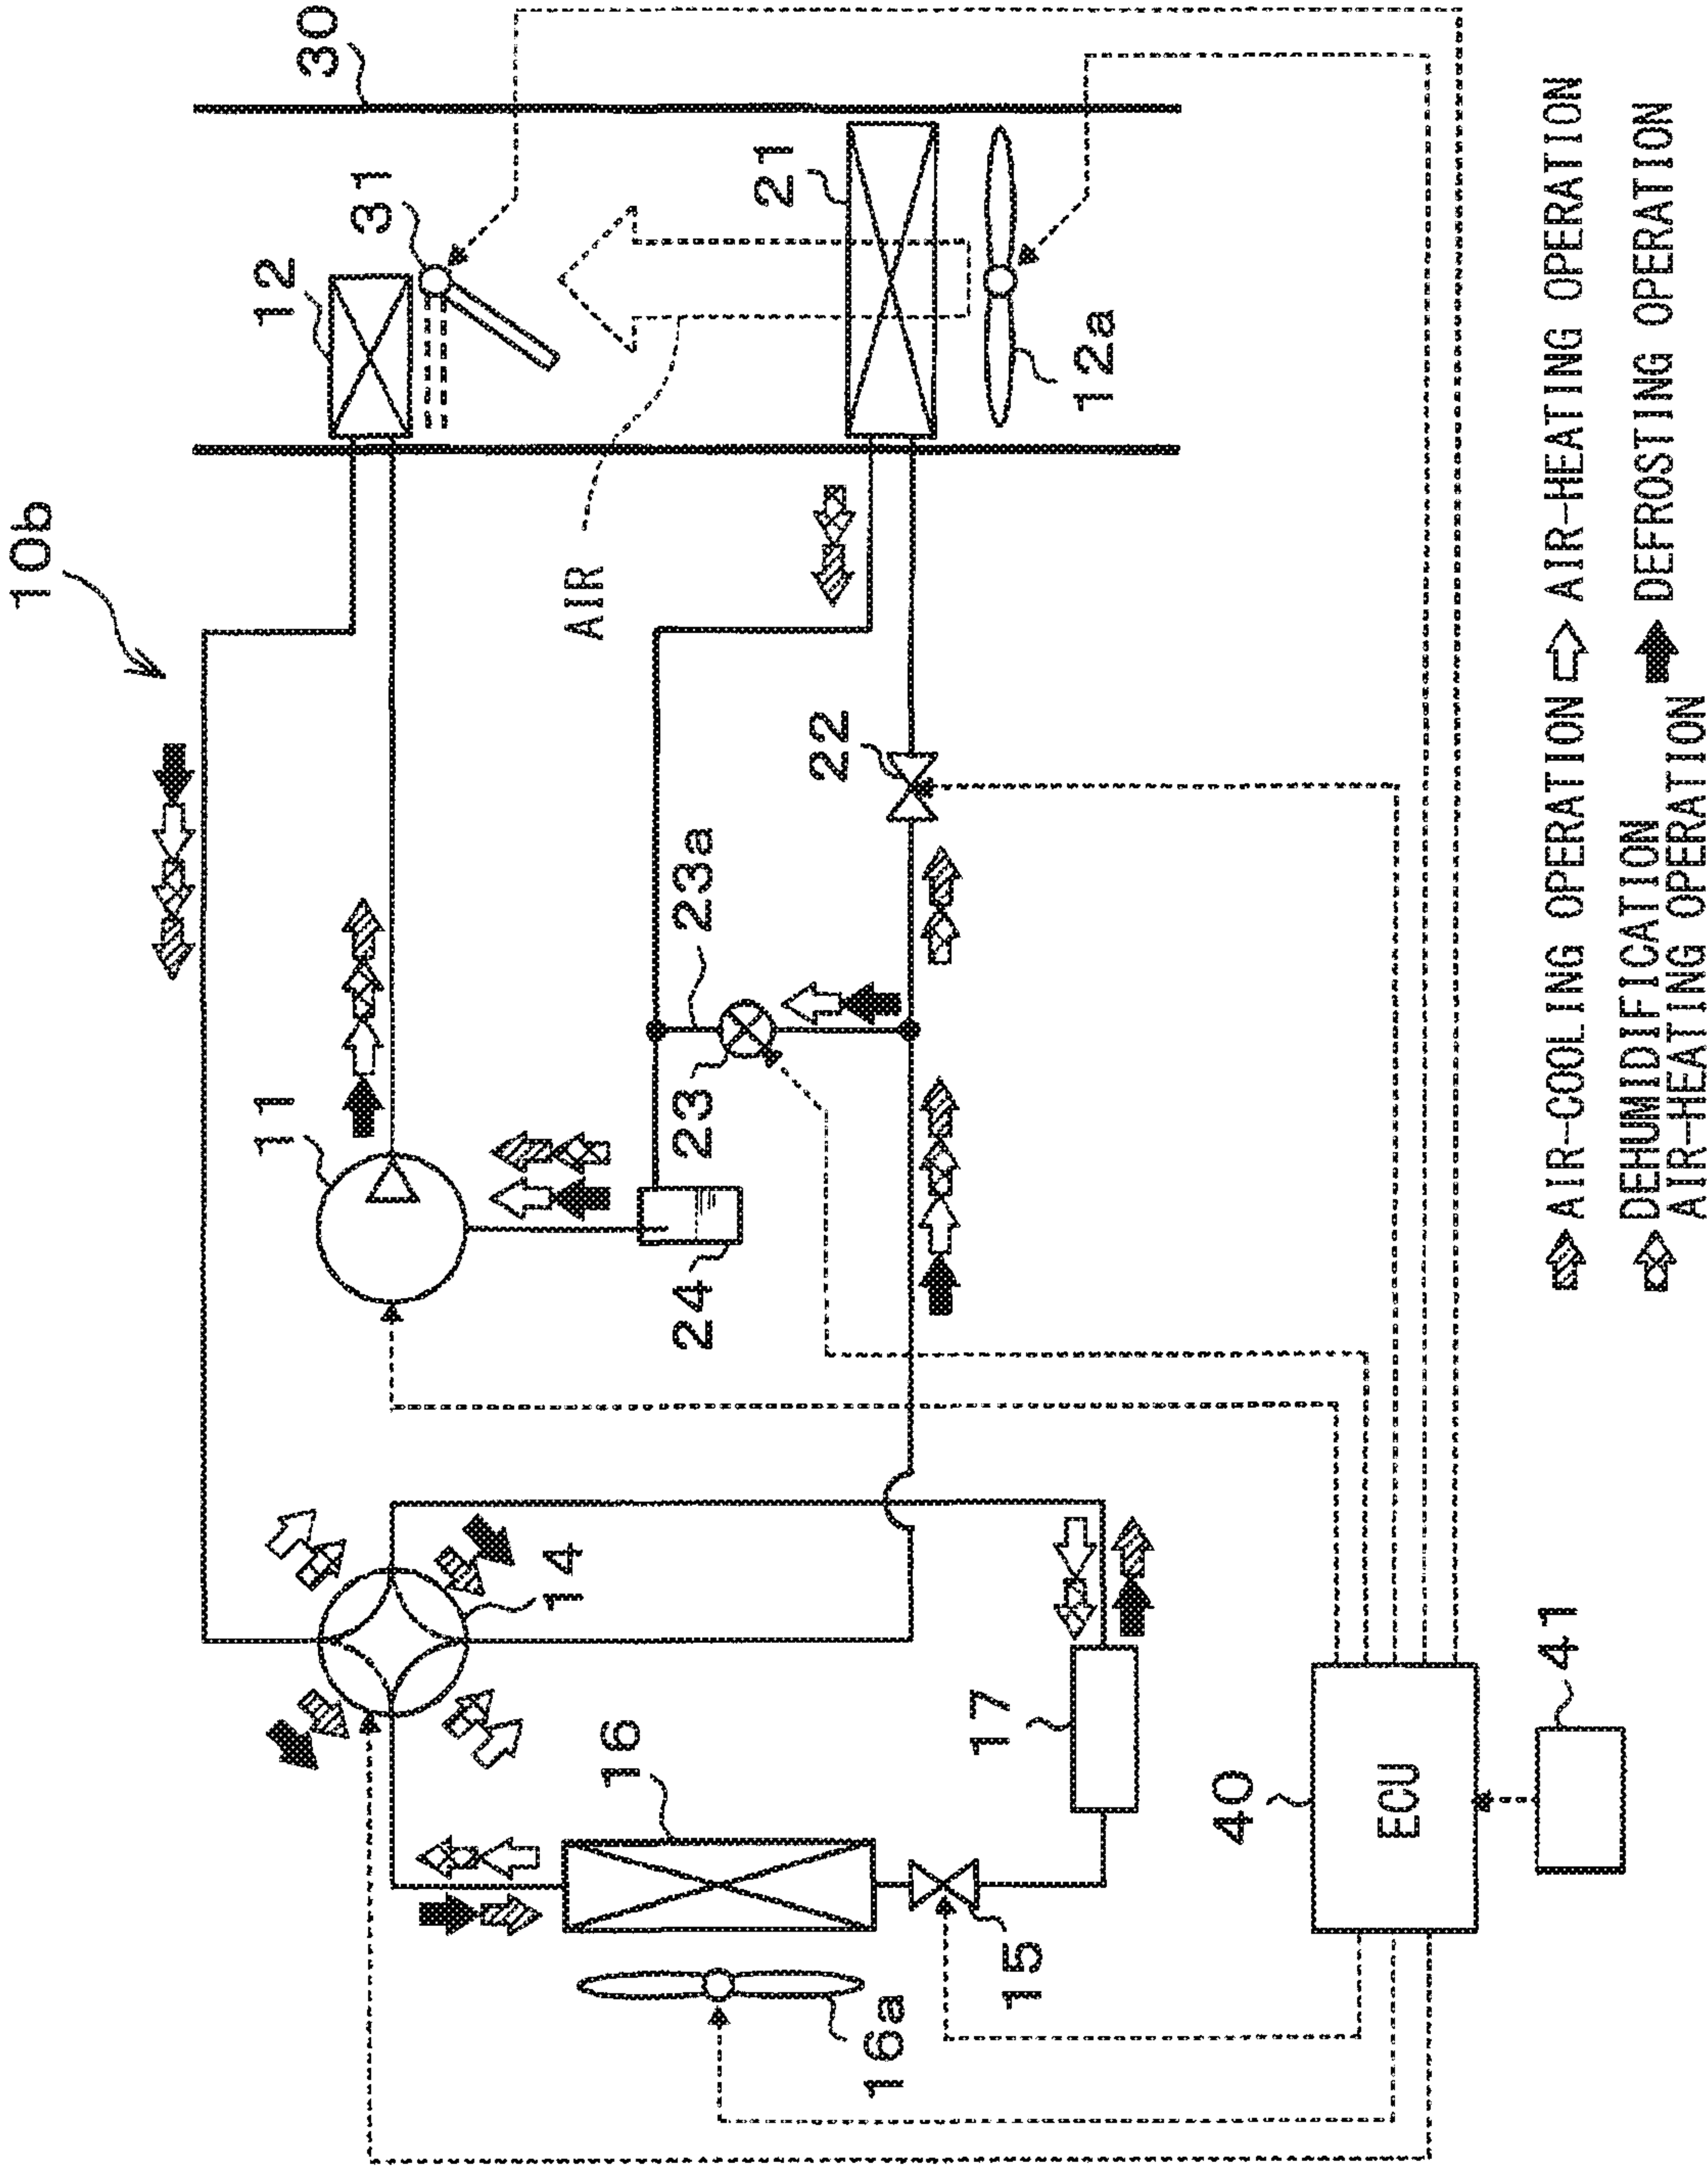 10b
11
12
30
31
14
AIR
16
24
23
23a
21
22
16a
17
15
12a
40
ECU
41
AIR-COOLING OPERATION
AIR-HEATING OPERATION
DEHUMIDIFICATION
AIR-HEATING OPERATION
DEFROSTING OPERATION